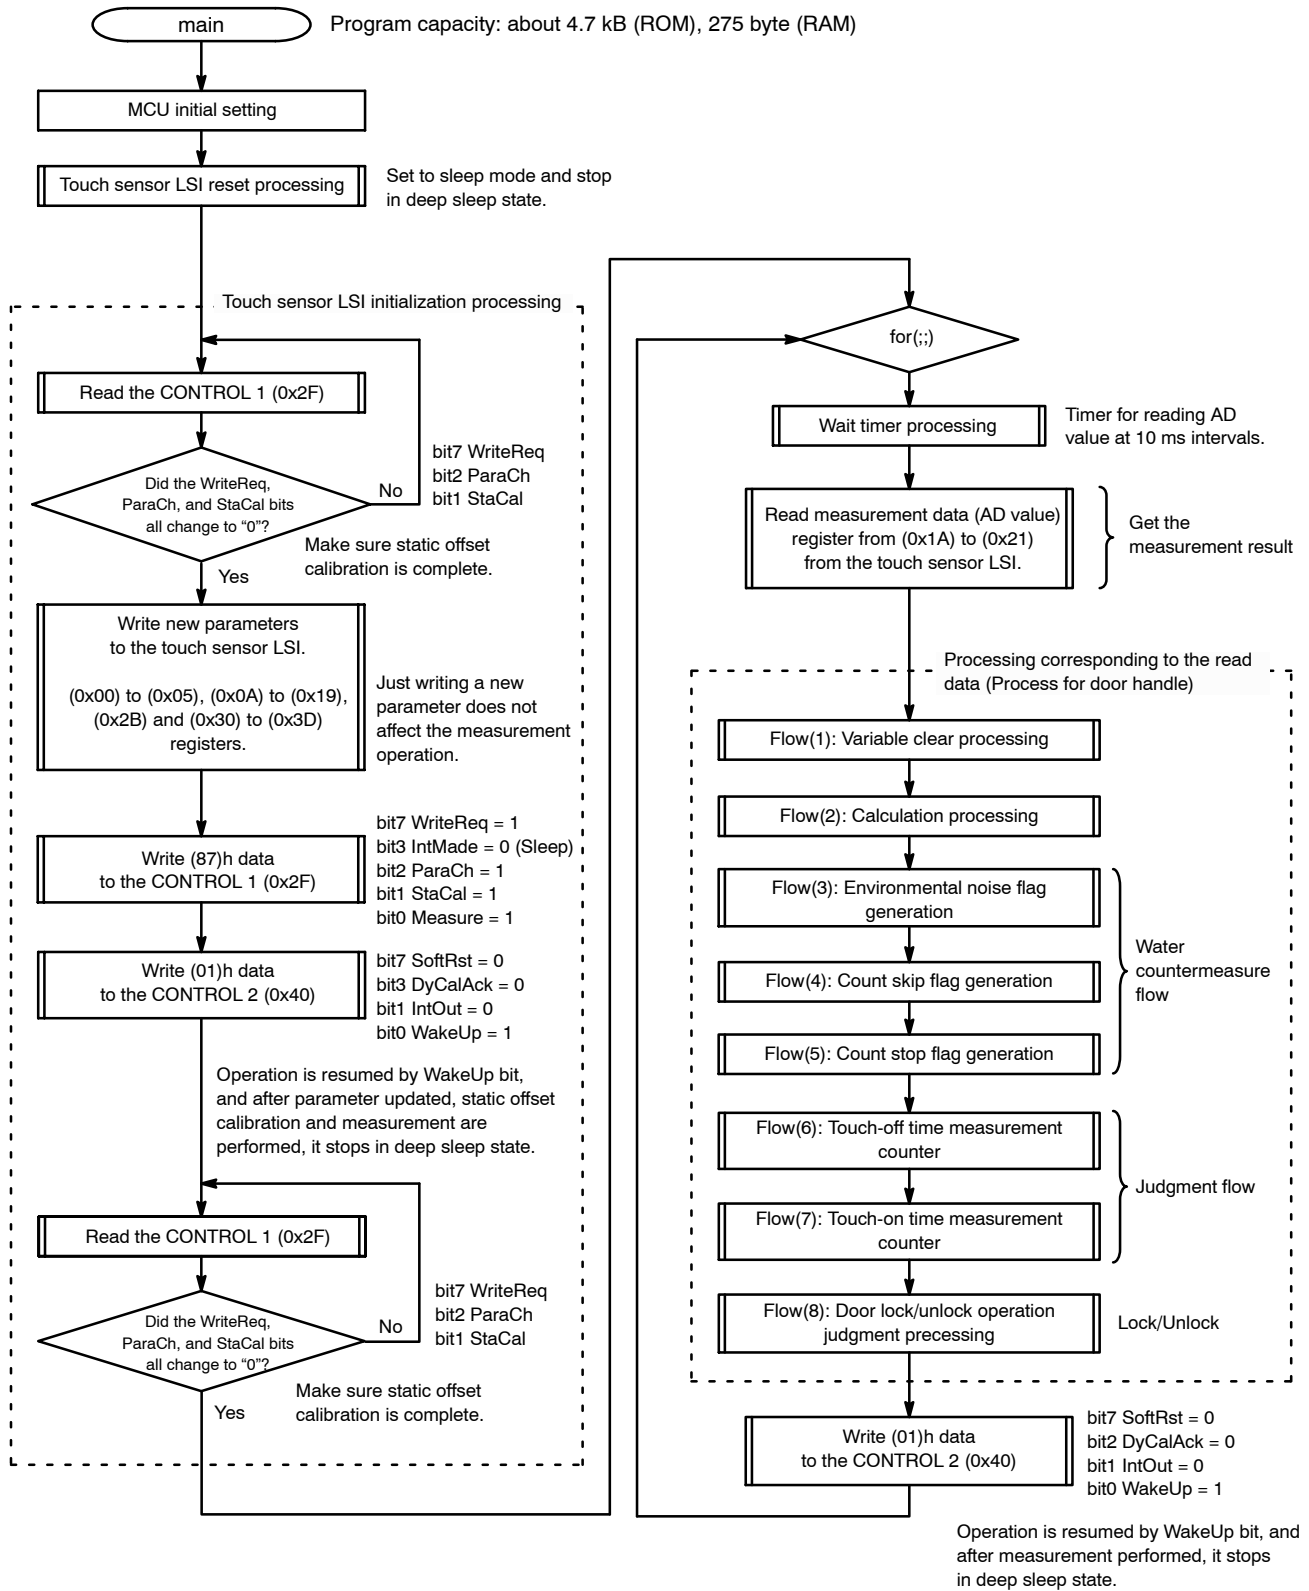 main
Program capacity: about 4.7 kB (ROM), 275 byte (RAM)
MCU initial setting
Touch sensor LSI reset processing
Set to sleep mode and stop
in deep sleep state.
Touch sensor LSI initialization processing
Read the CONTROL 1 (0x2F)
Did the WriteReq,
ParaCh, and StaCal bits
all change to “0”?
No
bit7 WriteReq
bit2 ParaCh
bit1 StaCal
Make sure static offset
calibration is complete.
Yes
Write new parameters
to the touch sensor LSI.
(0x00) to (0x05), (0x0A) to (0x19),
(0x2B) and (0x30) to (0x3D)
registers.
Just writing a new
parameter does not
affect the measurement
operation.
Write (87)h data
to the CONTROL 1 (0x2F)
bit7 WriteReq = 1
bit3 IntMade = 0 (Sleep)
bit2 ParaCh = 1
bit1 StaCal = 1
bit0 Measure = 1
Write (01)h data
to the CONTROL 2 (0x40)
bit7 SoftRst = 0
bit3 DyCalAck = 0
bit1 IntOut = 0
bit0 WakeUp = 1
Operation is resumed by WakeUp bit,
and after parameter updated, static offset
calibration and measurement are
performed, it stops in deep sleep state.
Read the CONTROL 1 (0x2F)
Did the WriteReq,
ParaCh, and StaCal bits
all change to “0”?
No
bit7 WriteReq
bit2 ParaCh
bit1 StaCal
Make sure static offset
calibration is complete.
Yes
for(;;)
Wait timer processing
Timer for reading AD
value at 10 ms intervals.
Read measurement data (AD value)
register from (0x1A) to (0x21)
from the touch sensor LSI.
Get the
measurement result
Processing corresponding to the read
data (Process for door handle)
Flow(1): Variable clear processing
Flow(2): Calculation processing
Flow(3): Environmental noise flag
generation
Flow(4): Count skip flag generation
Flow(5): Count stop flag generation
Water
countermeasure
flow
Flow(6): Touch-off time measurement
counter
Flow(7): Touch-on time measurement
counter
Judgment flow
Flow(8): Door lock/unlock operation
judgment precessing
Lock/Unlock
Write (01)h data
to the CONTROL 2 (0x40)
bit7 SoftRst = 0
bit2 DyCalAck = 0
bit1 IntOut = 0
bit0 WakeUp = 1
Operation is resumed by WakeUp bit, and
after measurement performed, it stops
in deep sleep state.